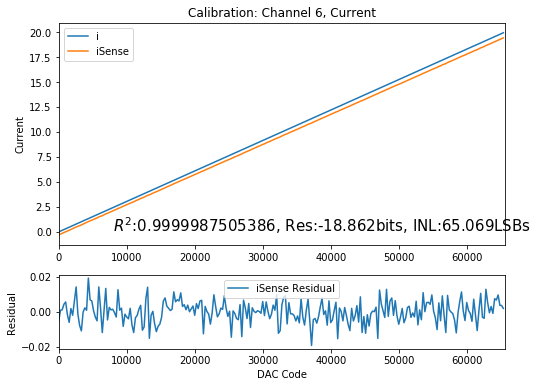 Calibration: Channel 6, Current
i
iSense
20.0
17.5
15.0
12.5
10.0
7.5
5.0
2.5
0.0
Current
R²:0.9999987505386, Res:-18.862bits, INL:65.069LSBs
0 10000 20000 30000 40000 50000 60000
iSense Residual
0.02
0.00
−0.02
Residual
0 10000 20000 30000 40000 50000 60000
DAC Code